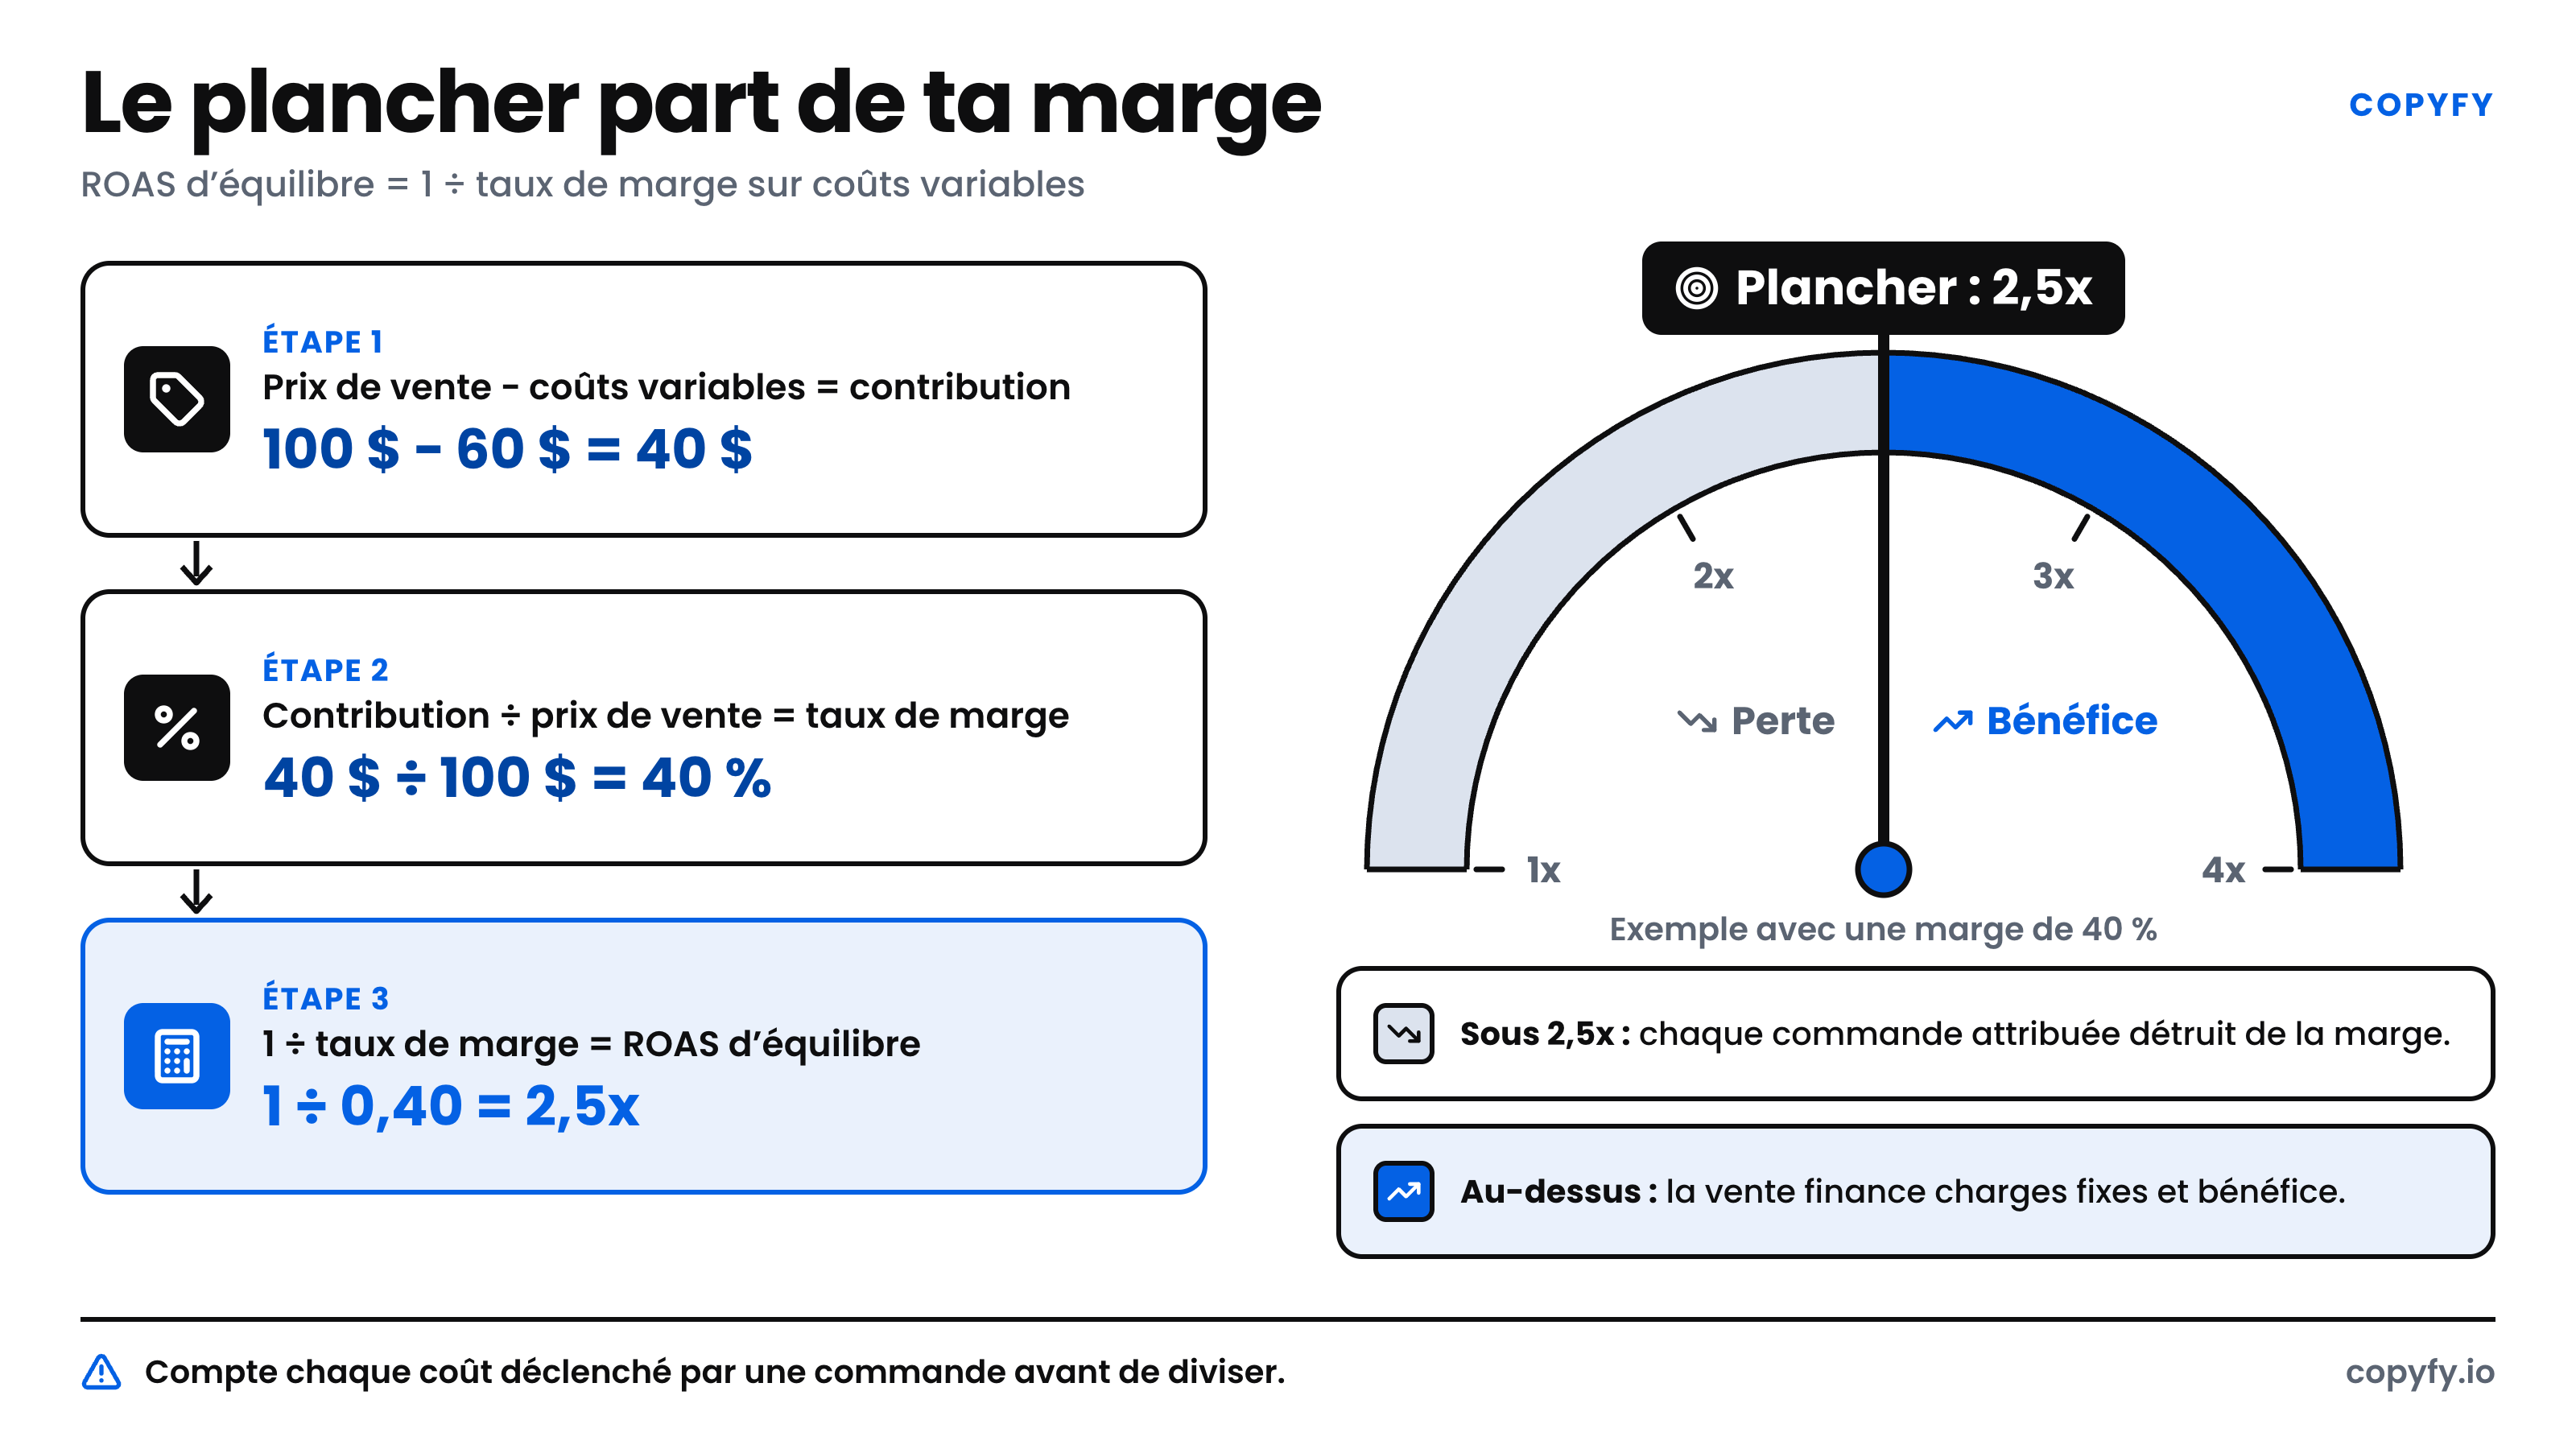 Le plancher part de ta marge
COPYFY
ROAS d’équilibre = 1 ÷ taux de marge sur coûts variables
ÉTAPE 1
Prix de vente - coûts variables = contribution
100 $ - 60 $ = 40 $
ÉTAPE 2
Contribution ÷ prix de vente = taux de marge
40 $ ÷ 100 $ = 40 %
ÉTAPE 3
1 ÷ taux de marge = ROAS d’équilibre
1 ÷ 0,40 = 2,5x
Plancher : 2,5x
2x
3x
Perte
Bénéfice
1x
4x
Exemple avec une marge de 40 %
Sous 2,5x : chaque commande attribuée détruit de la marge.
Au-dessus : la vente finance charges fixes et bénéfice.
Compte chaque coût déclenché par une commande avant de diviser.
copyfy.io